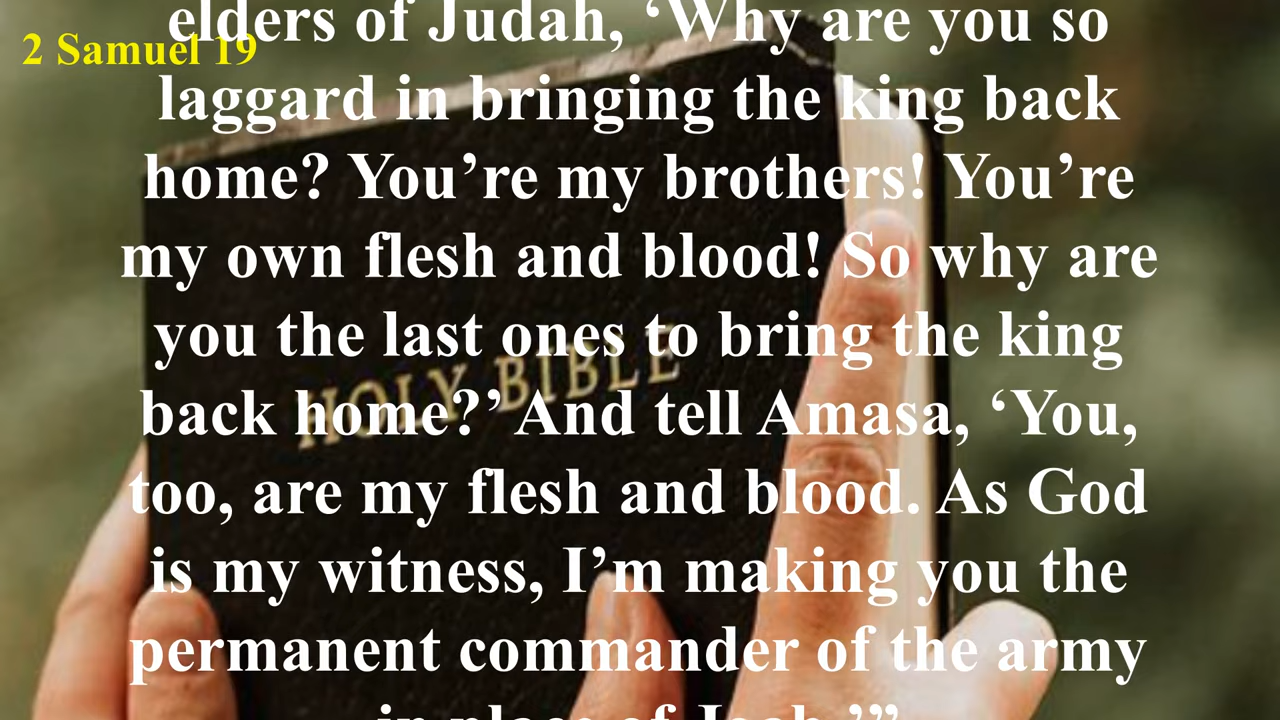 2 Samuel 19
elders of Judah, ‘Why are you so
laggard in bringing the king back
home? You’re my brothers! You’re
my own flesh and blood! So why are
you the last ones to bring the king
back home?’ And tell Amasa, ‘You,
too, are my flesh and blood. As God
is my witness, I’m making you the
permanent commander of the army
in place of Joab.’”
HOLY BIBLE